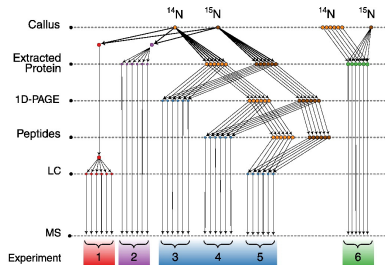 ¹⁴N ¹⁵N ¹⁴N ¹⁵N
Callus
Extracted
Protein
1D-PAGE
Peptides
LC
MS
Experiment 1 2 3 4 5 6